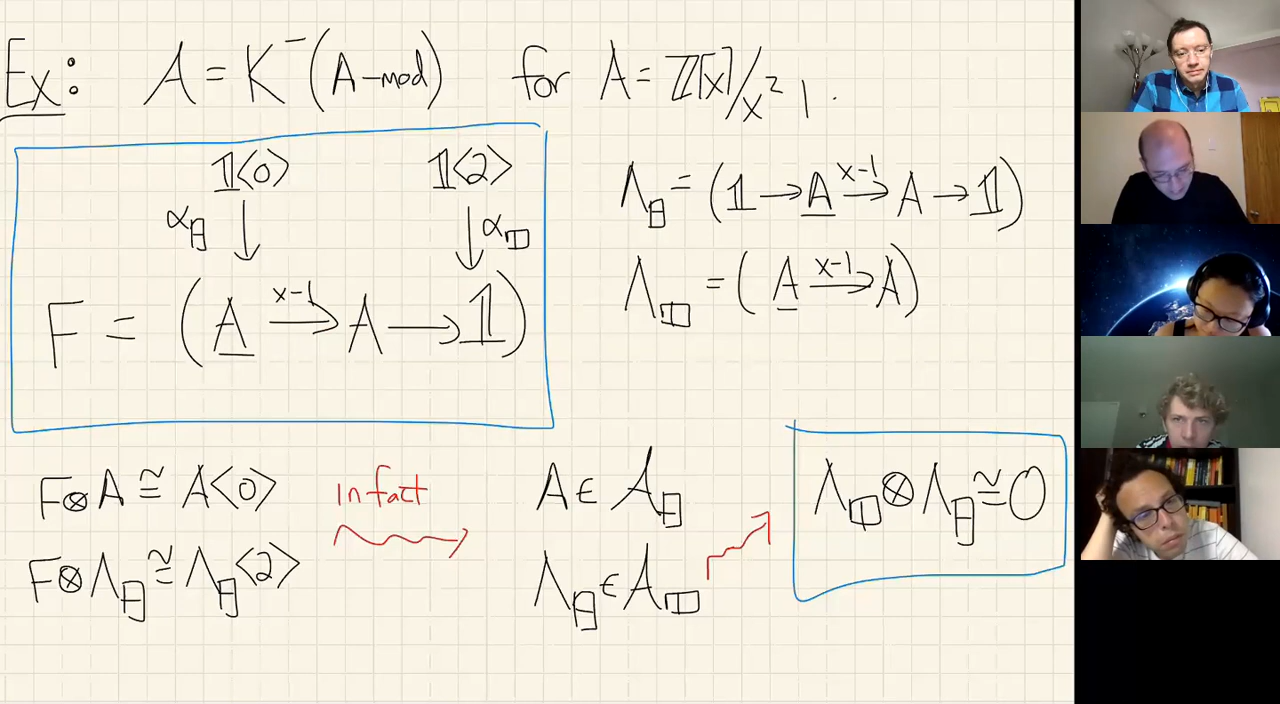 Ex: 𝒜 = K⁻(A-mod) for A = ℤ[x]/x²-1.
𝟙⟨0⟩ 𝟙⟨2⟩
α_⊟ ↓ ↓ α_▭
F = (A̲ --x-1--> A → 𝟙)
Λ_⊟ = (𝟙 → A̲ --x-1--> A → 𝟙)
Λ_▭ = (A̲ --x-1--> A)
F⊗A ≅ A⟨0⟩
F⊗Λ_⊟ ≅ Λ_⊟⟨2⟩
in fact
A ∈ 𝒜_⊟
Λ_⊟ ∈ 𝒜_▭
Λ_▭ ⊗ Λ_⊟ ≅ 0